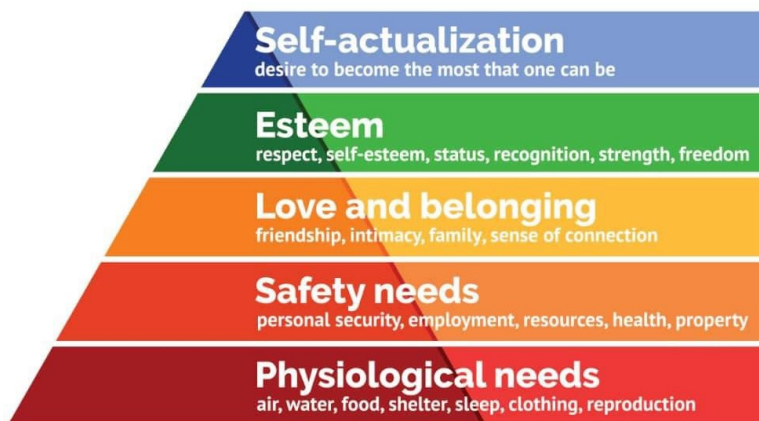 Self-actualization
desire to become the most that one can be
Esteem
respect, self-esteem, status, recognition, strength, freedom
Love and belonging
friendship, intimacy, family, sense of connection
Safety needs
personal security, employment, resources, health, property
Physiological needs
air, water, food, shelter, sleep, clothing, reproduction